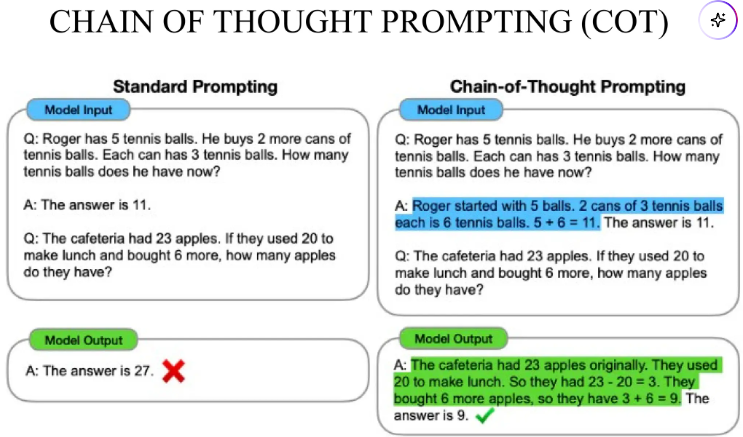 CHAIN OF THOUGHT PROMPTING (COT)
Standard Prompting
Model Input
Q: Roger has 5 tennis balls. He buys 2 more cans of
tennis balls. Each can has 3 tennis balls. How many
tennis balls does he have now?
A: The answer is 11.
Q: The cafeteria had 23 apples. If they used 20 to
make lunch and bought 6 more, how many apples
do they have?
Model Output
A: The answer is 27.
Chain-of-Thought Prompting
Model Input
Q: Roger has 5 tennis balls. He buys 2 more cans of
tennis balls. Each can has 3 tennis balls. How many
tennis balls does he have now?
A: Roger started with 5 balls. 2 cans of 3 tennis balls
each is 6 tennis balls. 5 + 6 = 11. The answer is 11.
Q: The cafeteria had 23 apples. If they used 20 to
make lunch and bought 6 more, how many apples
do they have?
Model Output
A: The cafeteria had 23 apples originally. They used
20 to make lunch. So they had 23 - 20 = 3. They
bought 6 more apples, so they have 3 + 6 = 9. The
answer is 9.